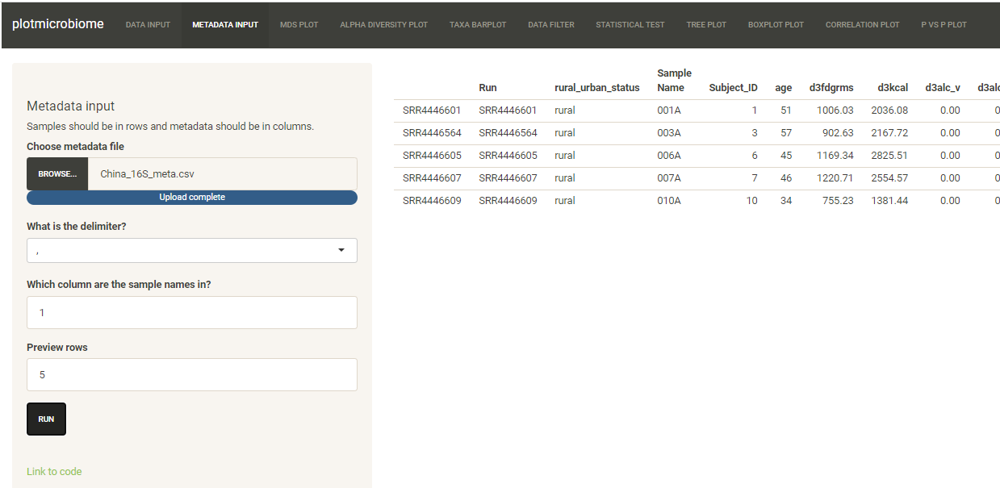 plotmicrobiome DATA INPUT METADATA INPUT MDS PLOT ALPHA DIVERSITY PLOT TAXA BARPLOT DATA FILTER STATISTICAL TEST TREE PLOT BOXPLOT PLOT CORRELATION PLOT P VS P PLOT
Metadata input
Samples should be in rows and metadata should be in columns.
Choose metadata file
BROWSE... China_16S_meta.csv
Upload complete
What is the delimiter?
,
Which column are the sample names in?
1
Preview rows
5
RUN
Link to code
Sample
Run rural_urban_status Name Subject_ID age d3fdgrms d3kcal d3alc_v d3alc
SRR4446601 SRR4446601 rural 001A 1 51 1006.03 2036.08 0.00 0
SRR4446564 SRR4446564 rural 003A 3 57 902.63 2167.72 0.00 0
SRR4446605 SRR4446605 rural 006A 6 45 1169.34 2825.51 0.00 0
SRR4446607 SRR4446607 rural 007A 7 46 1220.71 2554.57 0.00 0
SRR4446609 SRR4446609 rural 010A 10 34 755.23 1381.44 0.00 0